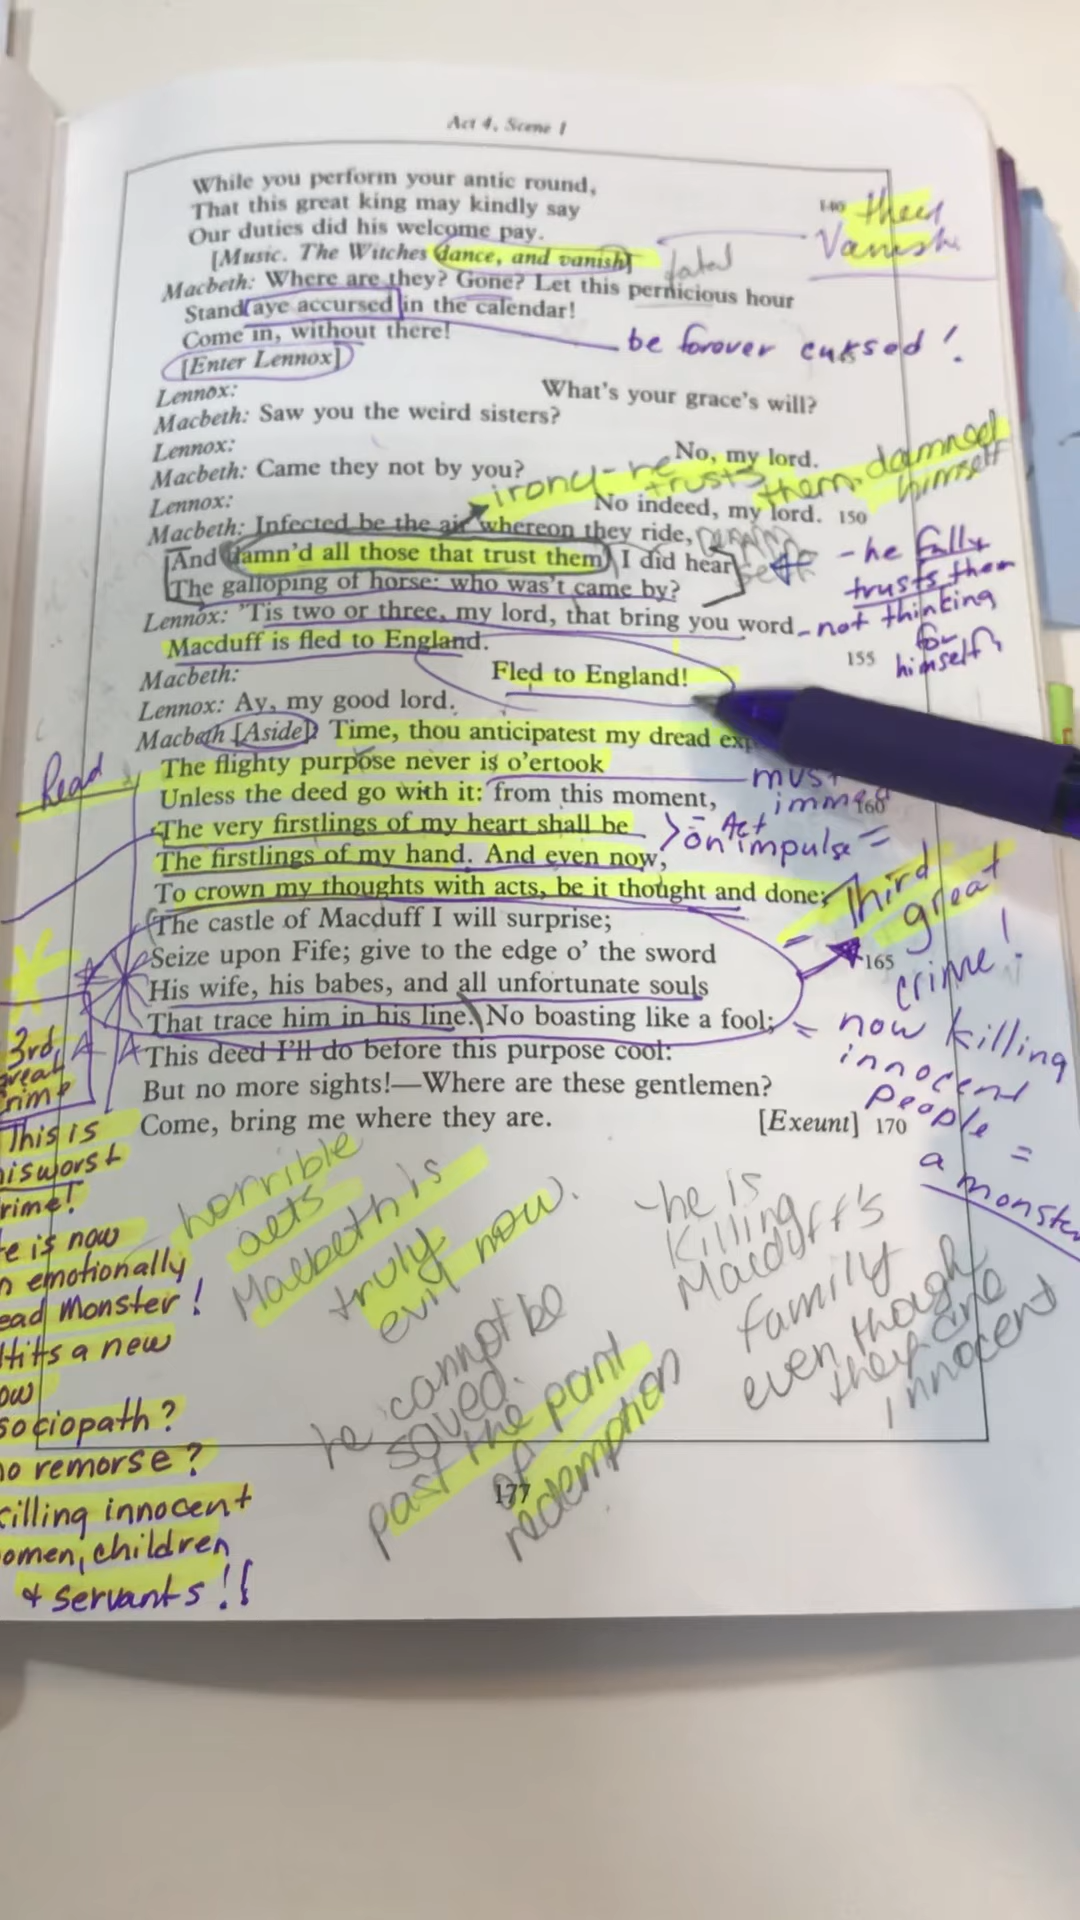 Act 4, Scene 1
While you perform your antic round,
That this great king may kindly say
140
Our duties did his welcome pay.
[Music. The Witches dance, and vanish]
Vanish
fatal
Macbeth: Where are they? Gone? Let this pernicious hour
Stand aye accursed in the calendar!
Come in, without there!
be forever cursed!
[Enter Lennox]
Lennox: What's your grace's will?
Macbeth: Saw you the weird sisters?
Lennox: No, my lord.
Macbeth: Came they not by you?
irony - he trusts them. damned himself
Lennox: No indeed, my lord. 150
Macbeth: Infected be the air whereon they ride,
And damn'd all those that trust them! I did hear
The galloping of horse: who was't came by?
- he fully
trusts them
- not thinking
for
himself
Lennox: 'Tis two or three, my lord, that bring you word
Macduff is fled to England.
155
Macbeth: Fled to England!
Lennox: Ay, my good lord.
Macbeth [Aside]: Time, thou anticipatest my dread
Read
The flighty purpose never is o'ertook
must
Unless the deed go with it: from this moment,
160
The very firstlings of my heart shall be
- Act
on impulse =
The firstlings of my hand. And even now,
To crown my thoughts with acts, be it thought and done:
- Third
great
crime!
The castle of Macduff I will surprise;
Seize upon Fife; give to the edge o' the sword
165
His wife, his babes, and all unfortunate souls
That trace him in his line. No boasting like a fool;
= now killing
innocent
people =
a
This deed I'll do before this purpose cool:
But no more sights!—Where are these gentlemen?
Come, bring me where they are. [Exeunt] 170
3rd
This is
worst
is now
emotionally
monster!
Hits a new
sociopath?
remorse?
killing innocent
children
+ servants!!
horrible
acts
Macbeth is
truly
evil now.
he cannot be
saved.
past the point
of
redemption
- he is
killing
Macduff's
family
even though
they are
innocent
177